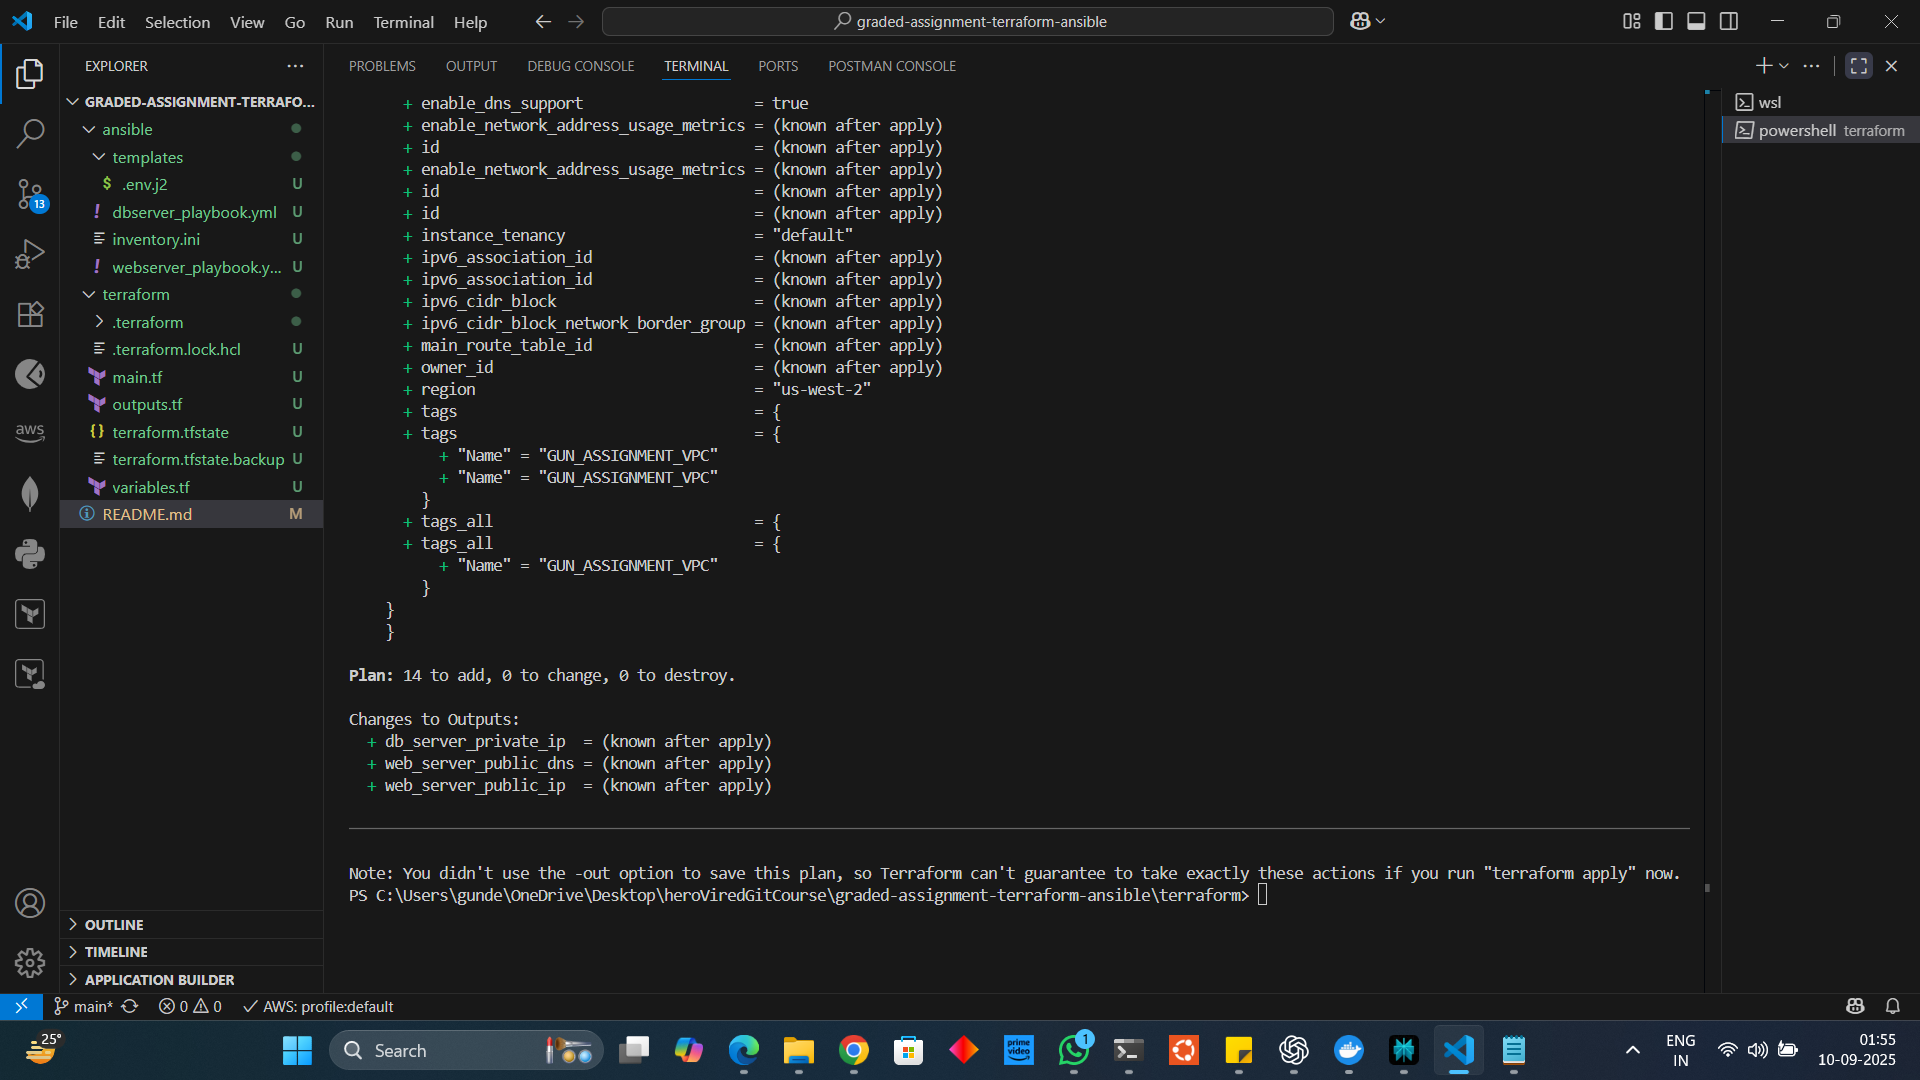 File Edit Selection View Go Run Terminal Help
graded-assignment-terraform-ansible
EXPLORER
PROBLEMS OUTPUT DEBUG CONSOLE TERMINAL PORTS POSTMAN CONSOLE
GRADED-ASSIGNMENT-TERRAFO...
ansible
templates
$ .env.j2 U
! dbserver_playbook.yml U
inventory.ini U
! webserver_playbook.y... U
terraform
.terraform
.terraform.lock.hcl U
main.tf U
outputs.tf U
{} terraform.tfstate U
terraform.tfstate.backup U
variables.tf U
README.md M
13
aws
OUTLINE
TIMELINE
APPLICATION BUILDER
+ enable_dns_support = true
+ enable_network_address_usage_metrics = (known after apply)
+ id = (known after apply)
+ enable_network_address_usage_metrics = (known after apply)
+ id = (known after apply)
+ id = (known after apply)
+ instance_tenancy = "default"
+ ipv6_association_id = (known after apply)
+ ipv6_association_id = (known after apply)
+ ipv6_cidr_block = (known after apply)
+ ipv6_cidr_block_network_border_group = (known after apply)
+ main_route_table_id = (known after apply)
+ owner_id = (known after apply)
+ region = "us-west-2"
+ tags = {
+ tags = {
+ "Name" = "GUN_ASSIGNMENT_VPC"
+ "Name" = "GUN_ASSIGNMENT_VPC"
}
+ tags_all = {
+ tags_all = {
+ "Name" = "GUN_ASSIGNMENT_VPC"
}
}
}
Plan: 14 to add, 0 to change, 0 to destroy.
Changes to Outputs:
+ db_server_private_ip = (known after apply)
+ web_server_public_dns = (known after apply)
+ web_server_public_ip = (known after apply)
Note: You didn't use the -out option to save this plan, so Terraform can't guarantee to take exactly these actions if you run "terraform apply" now.
PS C:\Users\gunde\OneDrive\Desktop\heroViredGitCourse\graded-assignment-terraform-ansible\terraform>
wsl
powershell terraform
main* 0 0 AWS: profile:default
25°
Search
prime video
1
ENG
IN
01:55
10-09-2025